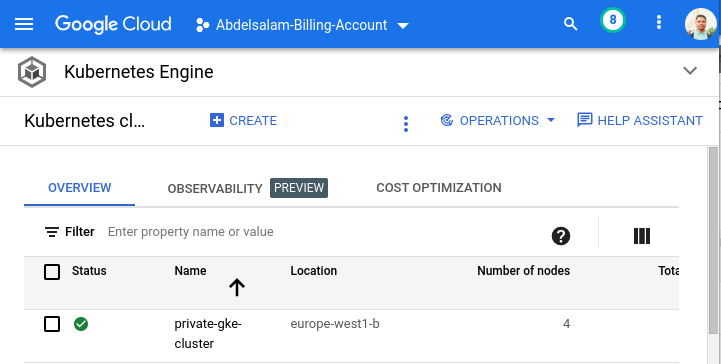 Google Cloud Abdelsalam-Billing-Account 8
Kubernetes Engine
Kubernetes cl... CREATE OPERATIONS HELP ASSISTANT
OVERVIEW OBSERVABILITY PREVIEW COST OPTIMIZATION
Filter Enter property name or value
Status Name Location Number of nodes Tota
private-gke- europe-west1-b 4
cluster